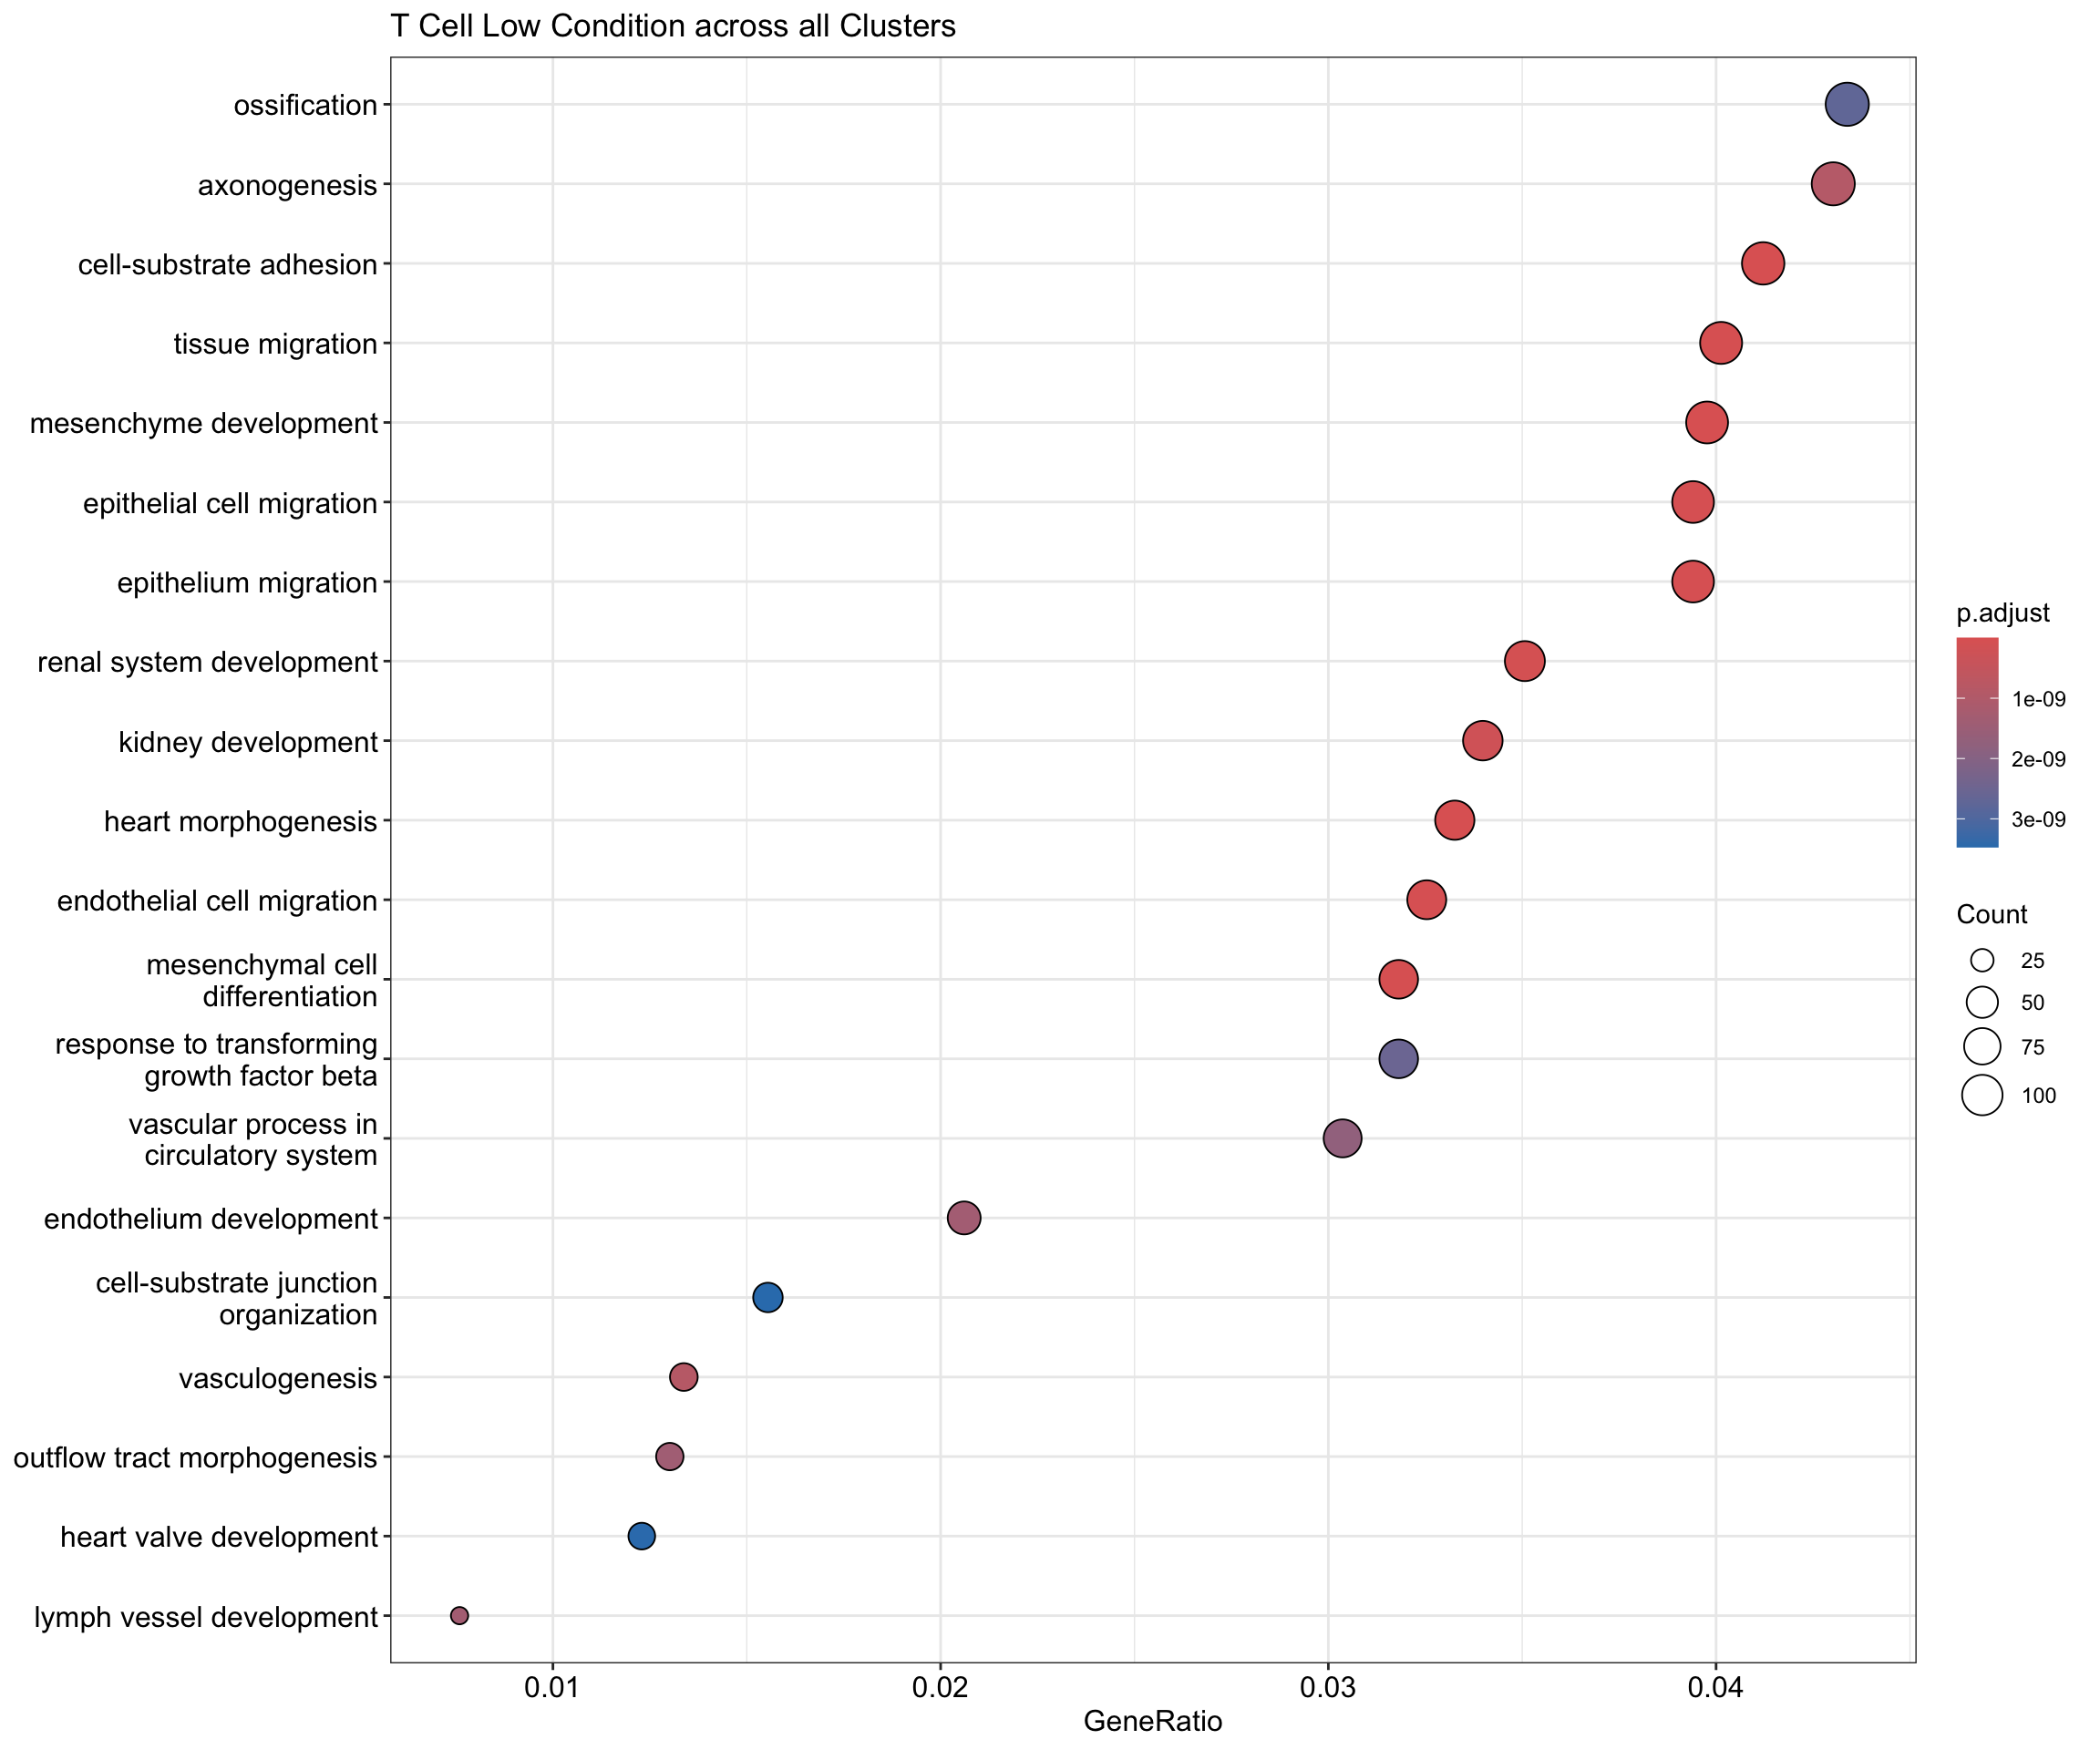 T Cell Low Condition across all Clusters
ossification
axonogenesis
cell-substrate adhesion
tissue migration
mesenchyme development
epithelial cell migration
epithelium migration
renal system development
kidney development
heart morphogenesis
endothelial cell migration
mesenchymal cell
differentiation
response to transforming
growth factor beta
vascular process in
circulatory system
endothelium development
cell-substrate junction
organization
vasculogenesis
outflow tract morphogenesis
heart valve development
lymph vessel development
0.01
0.02
0.03
0.04
GeneRatio
p.adjust
1e-09
2e-09
3e-09
Count
25
50
75
100